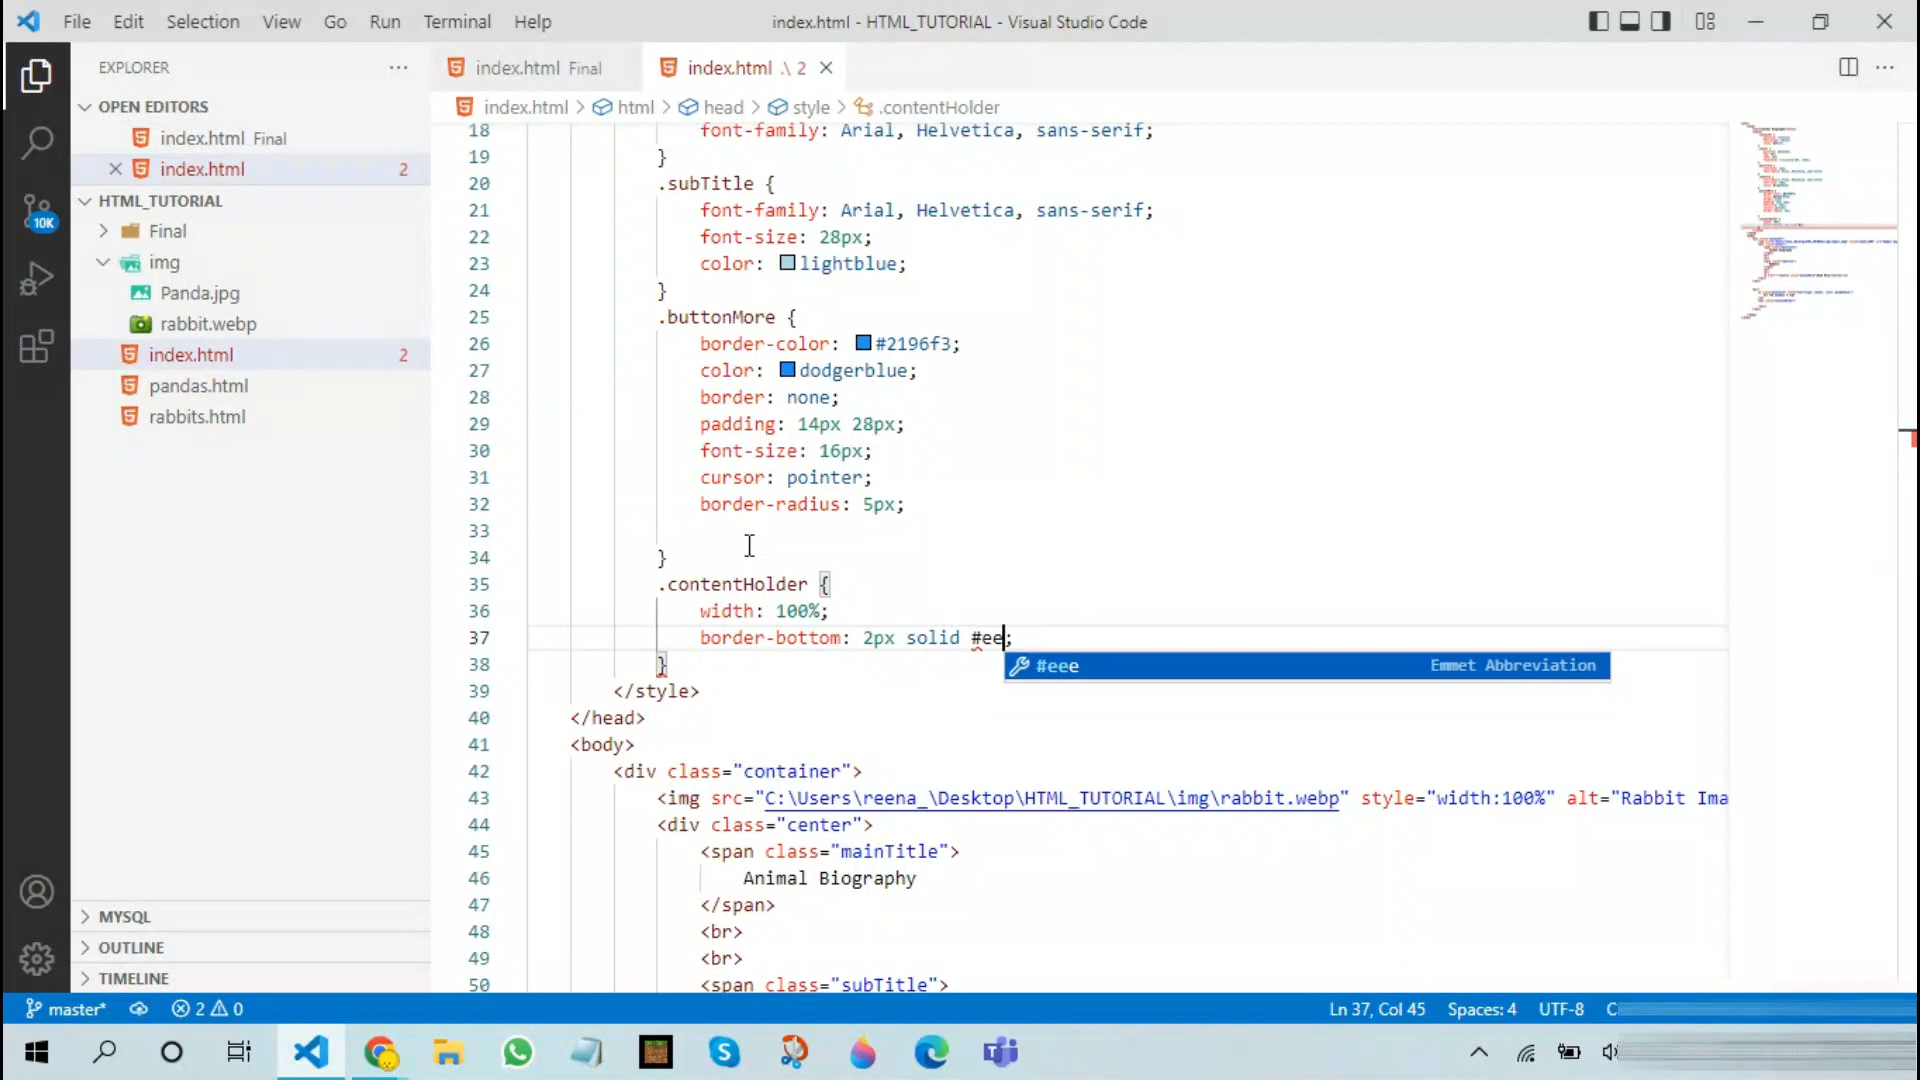 File Edit Selection View Go Run Terminal Help index.html - HTML_TUTORIAL - Visual Studio Code
EXPLORER
index.html Final
index.html .\ 2
OPEN EDITORS
index.html Final
index.html 2
HTML_TUTORIAL
Final
img
Panda.jpg
rabbit.webp
index.html 2
pandas.html
rabbits.html
MYSQL
OUTLINE
TIMELINE
10K
index.html > html > head > style > .contentHolder
18 font-family: Arial, Helvetica, sans-serif;
19 }
20 .subTitle {
21 font-family: Arial, Helvetica, sans-serif;
22 font-size: 28px;
23 color: lightblue;
24 }
25 .buttonMore {
26 border-color: #2196f3;
27 color: dodgerblue;
28 border: none;
29 padding: 14px 28px;
30 font-size: 16px;
31 cursor: pointer;
32 border-radius: 5px;
33
34 }
35 .contentHolder {
36 width: 100%;
37 border-bottom: 2px solid #ee;
#eee Emmet Abbreviation
38 }
39 </style>
40 </head>
41 <body>
42 <div class="container">
43 <img src="C:\Users\reena_\Desktop\HTML_TUTORIAL\img\rabbit.webp" style="width:100%" alt="Rabbit Ima
44 <div class="center">
45 <span class="mainTitle">
46 Animal Biography
47 </span>
48 <br>
49 <br>
50 <span class="subTitle">
master* 2 0 Ln 37, Col 45 Spaces: 4 UTF-8 C